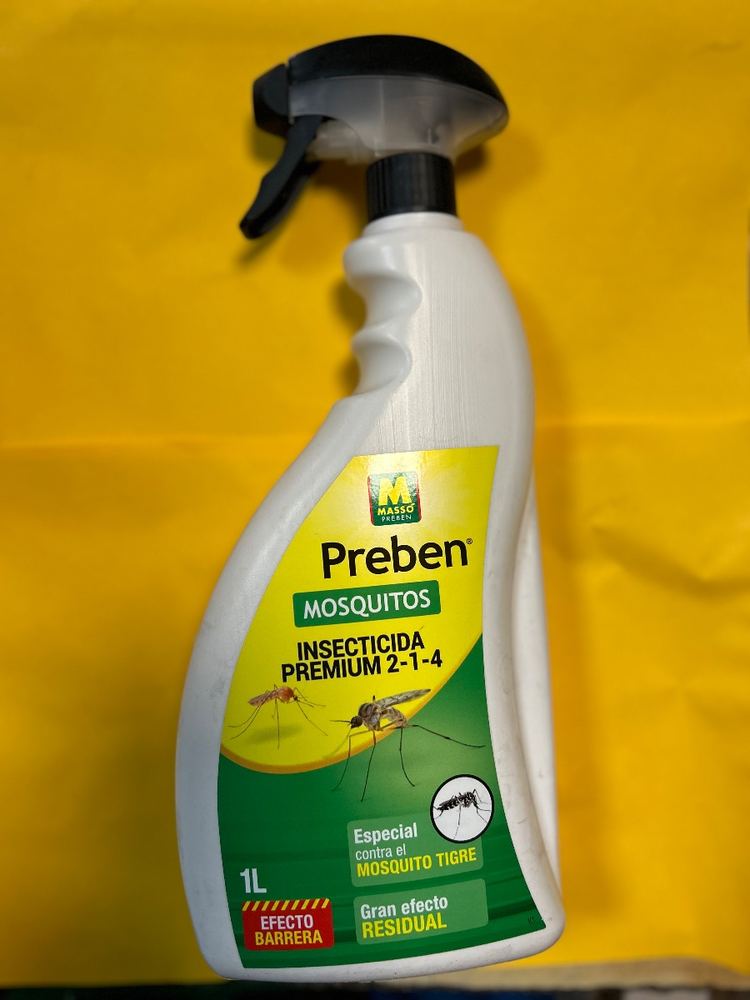 M
MASSÓ
PREBEN
Preben®
MOSQUITOS
INSECTICIDA
PREMIUM 2-1-4
Especial
contra el
MOSQUITO TIGRE
1L
EFECTO
BARRERA
Gran efecto
RESIDUAL